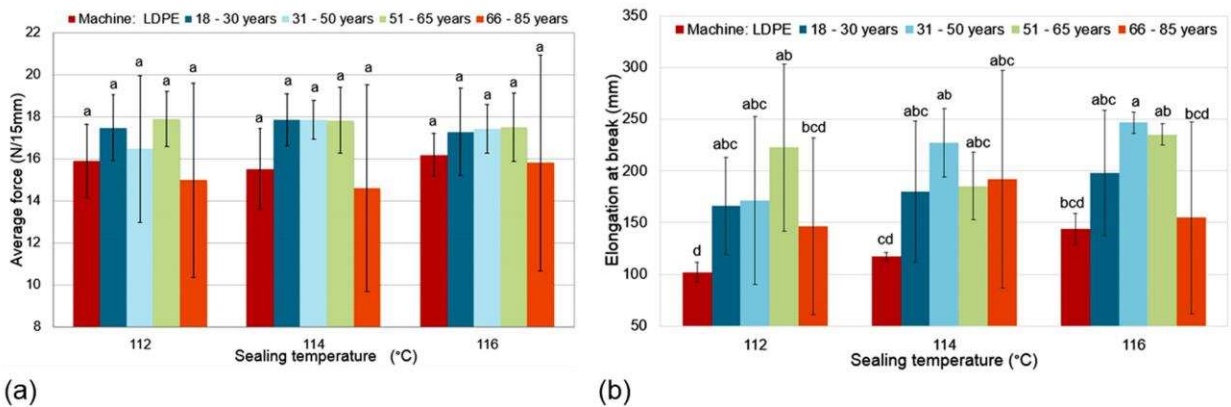 Machine: LDPE 18 - 30 years 31 - 50 years 51 - 65 years 66 - 85 years
22
20
18
16
14
12
10
8
Average force (N/15mm)
a a a a a
a a a a a
a a a a a
112 114 116
Sealing temperature (°C)
(a)
350
300
250
200
150
100
50
Elongation at break (mm)
Machine: LDPE 18 - 30 years 31 - 50 years 51 - 65 years 66 - 85 years
d abc abc ab bcd
cd abc ab abc abc
bcd abc a ab bcd
112 114 116
Sealing temperature (°C)
(b)